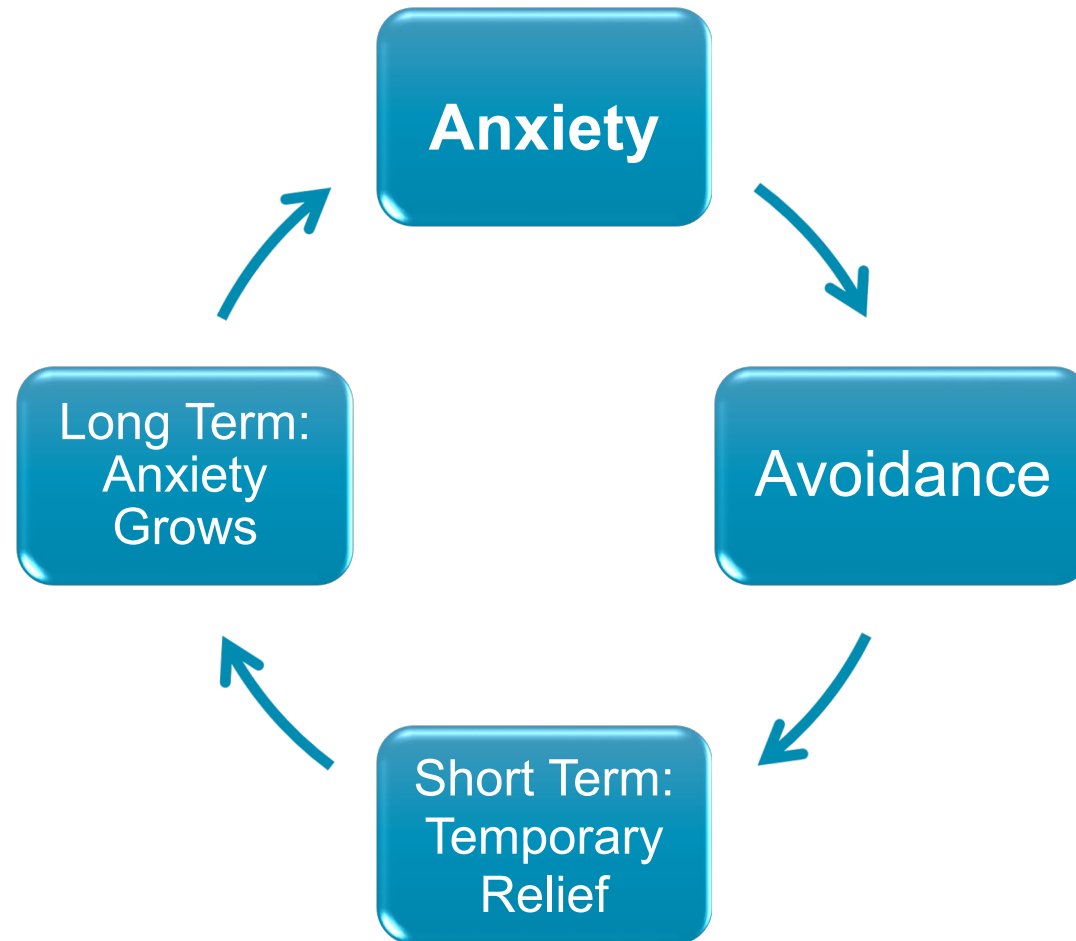 Anxiety
Avoidance
Short Term:
Temporary
Relief
Long Term:
Anxiety
Grows